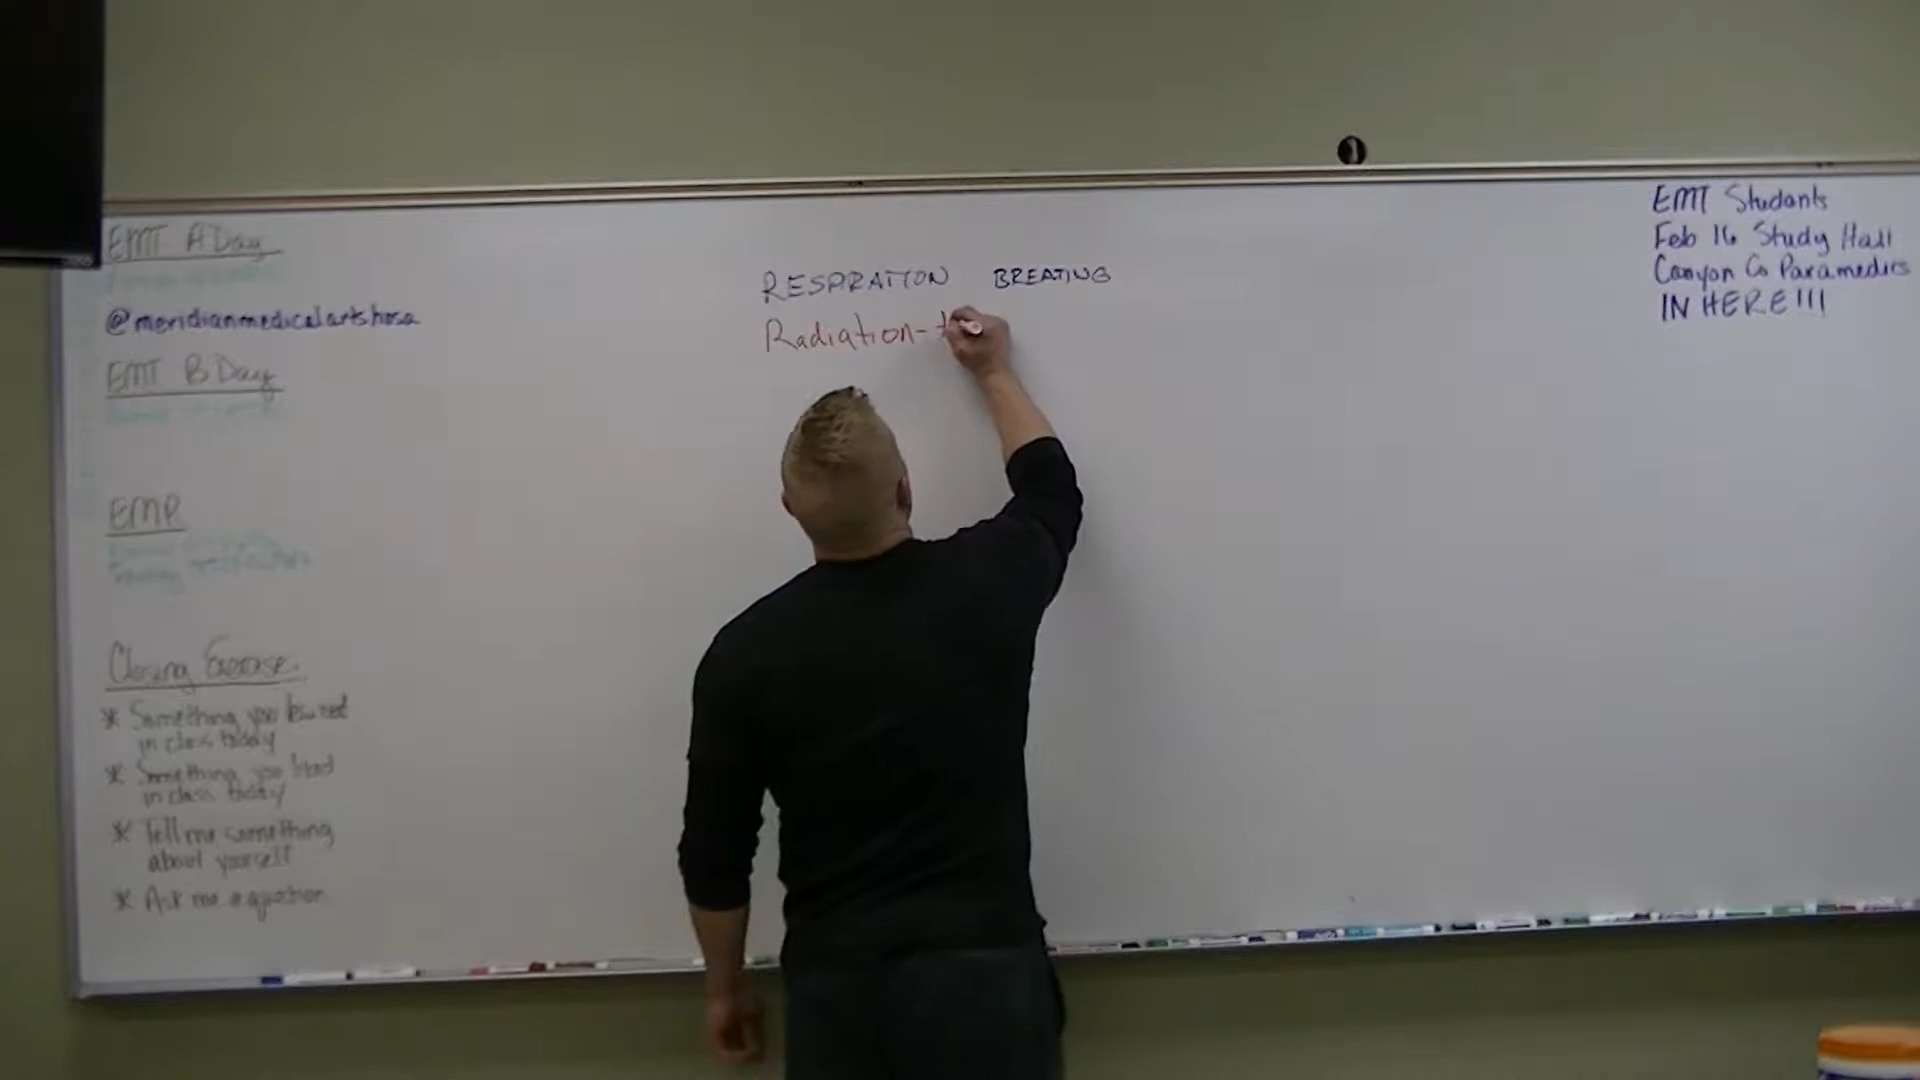 EMT A Day
@meridianmedicalartshosa
EMT B Day
EMR
Closing Exercise.
* Something you learned
in class today
* Something you liked
in class today
* Tell me something
about yourself
* Ask me a question
RESPIRATION BREATING
Radiation- t
EMT Students
Feb 16 Study Hall
Canyon Co Paramedics
IN HERE!!!